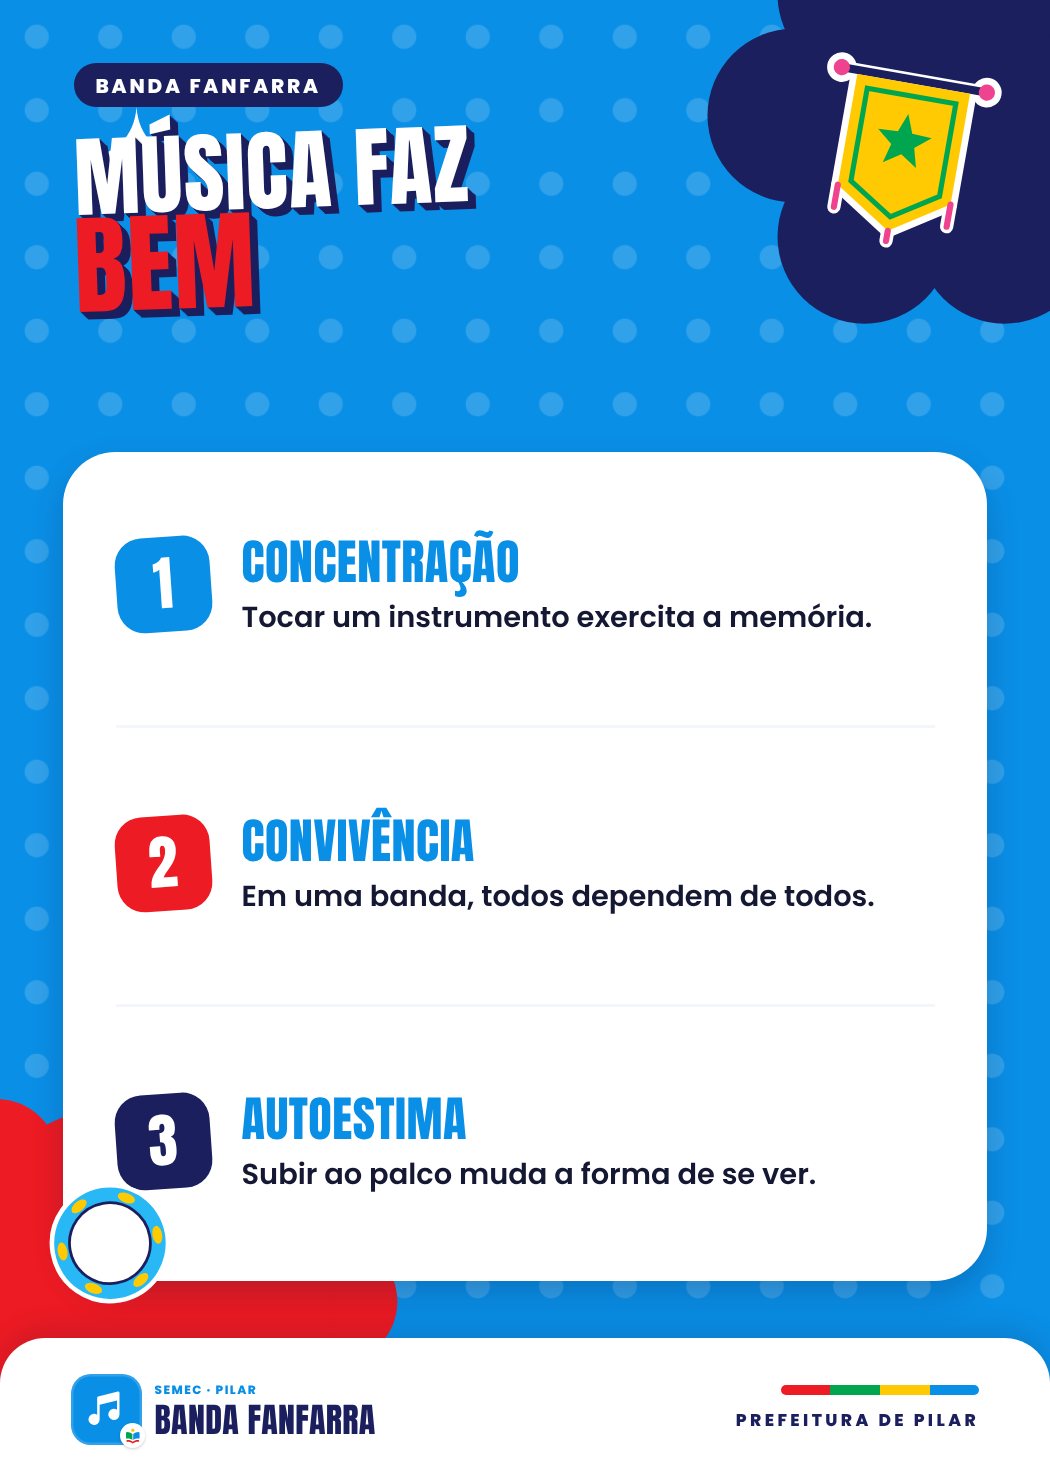 BANDA FANFARRA
MÚSICA FAZ
BEM
1
CONCENTRAÇÃO
Tocar um instrumento exercita a memória.
2
CONVIVÊNCIA
Em uma banda, todos dependem de todos.
3
AUTOESTIMA
Subir ao palco muda a forma de se ver.
SEMEC · PILAR
BANDA FANFARRA
PREFEITURA DE PILAR